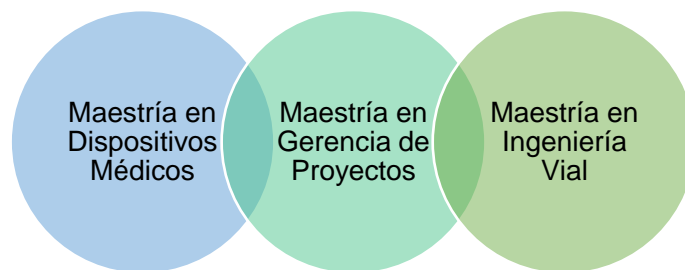 Maestría en
Dispositivos
Médicos
Maestría en
Gerencia de
Proyectos
Maestría en
Ingeniería
Vial